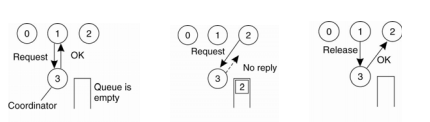 0 1 2
Request OK
3
Queue is
empty
Coordinator
0 1 2
Request
No reply
3
2
0 1 2
Release
OK
3